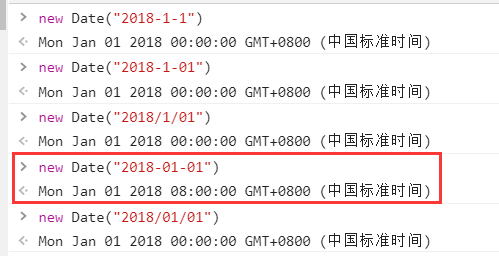 > new Date("2018-1-1")
<· Mon Jan 01 2018 00:00:00 GMT+0800 (中国标准时间)
> new Date("2018-1-01")
<· Mon Jan 01 2018 00:00:00 GMT+0800 (中国标准时间)
> new Date("2018/1/01")
<· Mon Jan 01 2018 00:00:00 GMT+0800 (中国标准时间)
> new Date("2018-01-01")
<· Mon Jan 01 2018 08:00:00 GMT+0800 (中国标准时间)
> new Date("2018/01/01")
<· Mon Jan 01 2018 00:00:00 GMT+0800 (中国标准时间)